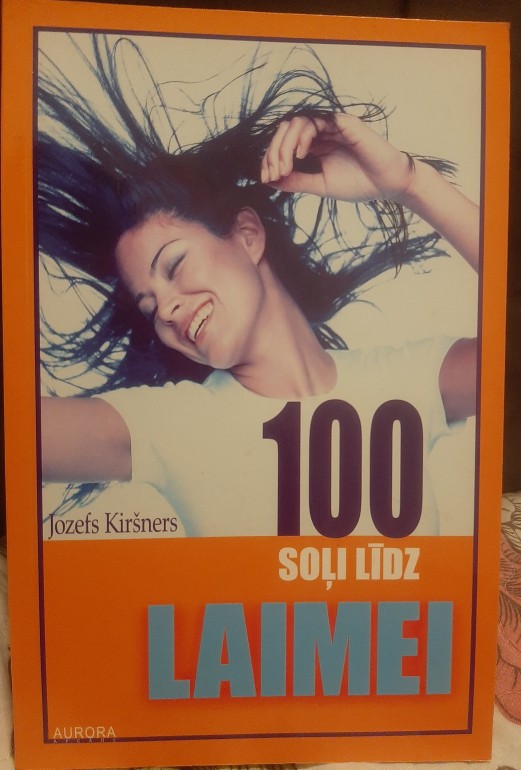 100
Jozefs Kiršners
SOĻI LĪDZ
LAIMEI
AURORA